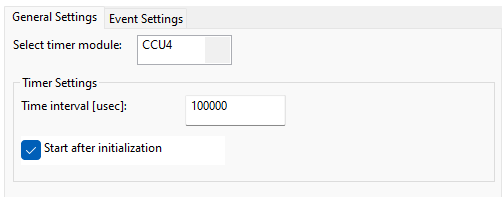 General Settings Event Settings
Select timer module: CCU4
Timer Settings
Time interval [usec]: 100000
Start after initialization